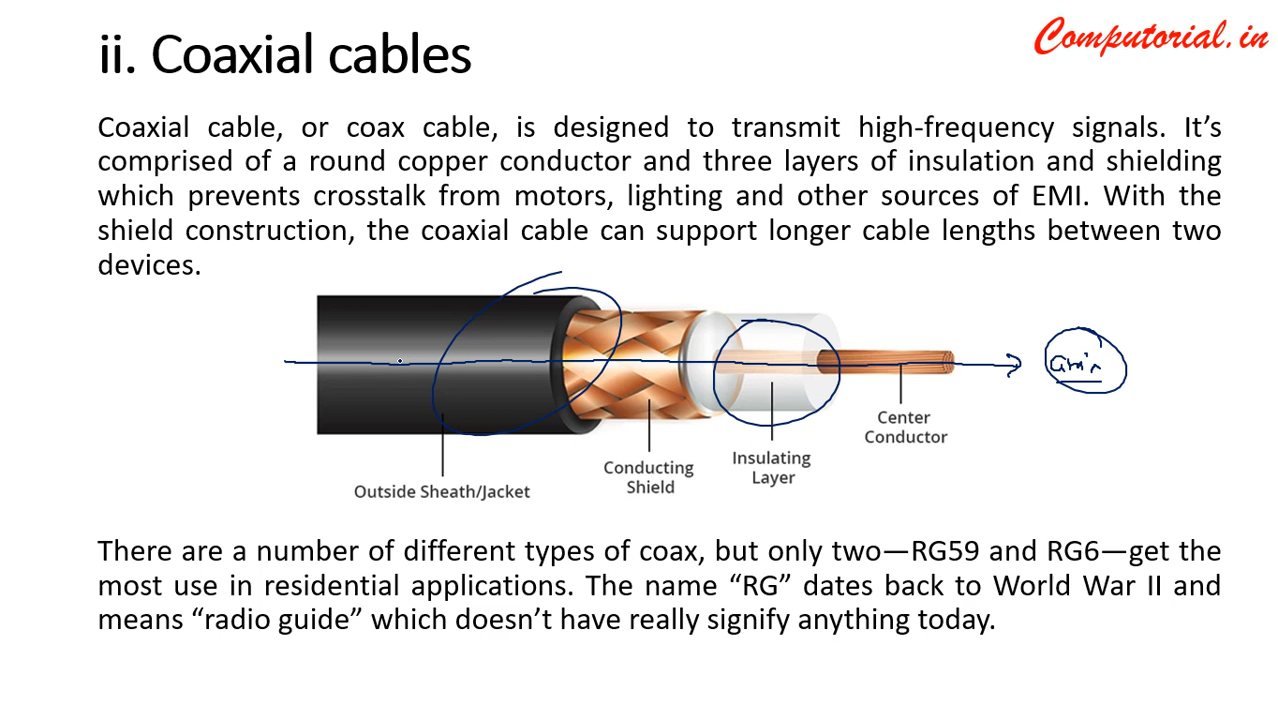 ii. Coaxial cables
Computorial.in
Coaxial cable, or coax cable, is designed to transmit high-frequency signals. It’s
comprised of a round copper conductor and three layers of insulation and shielding
which prevents crosstalk from motors, lighting and other sources of EMI. With the
shield construction, the coaxial cable can support longer cable lengths between two
devices.
Center
Conductor
Insulating
Layer
Conducting
Shield
Outside Sheath/Jacket
There are a number of different types of coax, but only two—RG59 and RG6—get the
most use in residential applications. The name “RG” dates back to World War II and
means “radio guide” which doesn’t have really signify anything today.